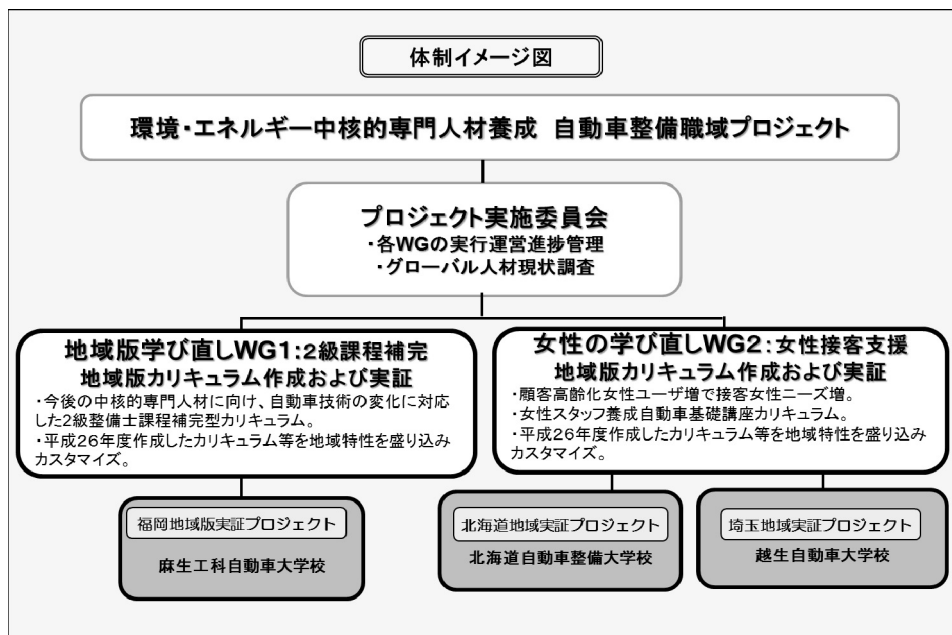 体制イメージ図
環境・エネルギー中核的専門人材養成 自動車整備職域プロジェクト
プロジェクト実施委員会
・各WGの実行運営進捗管理
・グローバル人材現状調査
地域版学び直しWG1:2級課程補完
地域版カリキュラム作成および実証
・今後の中核的専門人材に向け、自動車技術の変化に対応
した2級整備士課程補完型カリキュラム。
・平成26年度作成したカリキュラム等を地域特性を盛り込み
カスタマイズ。
女性の学び直しWG2:女性接客支援
地域版カリキュラム作成および実証
・顧客高齢化女性ユーザ増で接客女性ニーズ増。
・女性スタッフ養成自動車基礎講座カリキュラム。
・平成26年度作成したカリキュラム等を地域特性を盛り込み
カスタマイズ。
福岡地域版実証プロジェクト
麻生工科自動車大学校
北海道地域実証プロジェクト
北海道自動車整備大学校
埼玉地域実証プロジェクト
越生自動車大学校